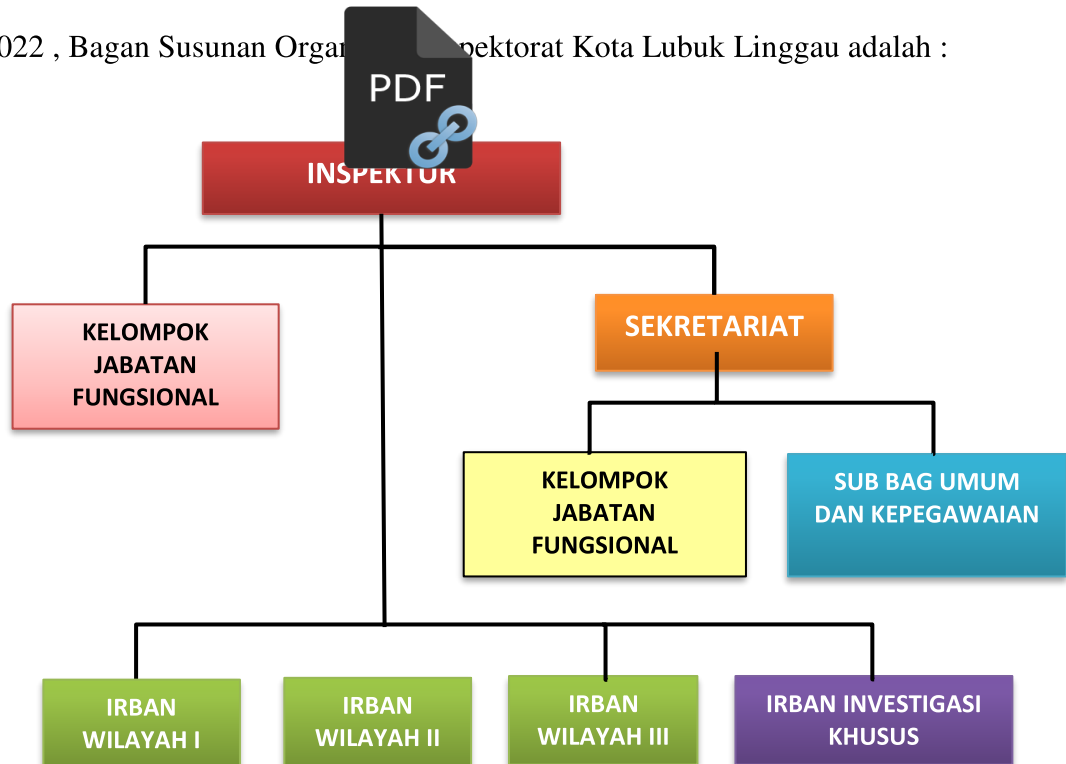 022 , Bagan Susunan Orga pektorat Kota Lubuk Linggau adalah :
PDF
INSPEKTUR
KELOMPOK
JABATAN
FUNGSIONAL
SEKRETARIAT
KELOMPOK
JABATAN
FUNGSIONAL
SUB BAG UMUM
DAN KEPEGAWAIAN
IRBAN
WILAYAH I
IRBAN
WILAYAH II
IRBAN
WILAYAH III
IRBAN INVESTIGASI
KHUSUS